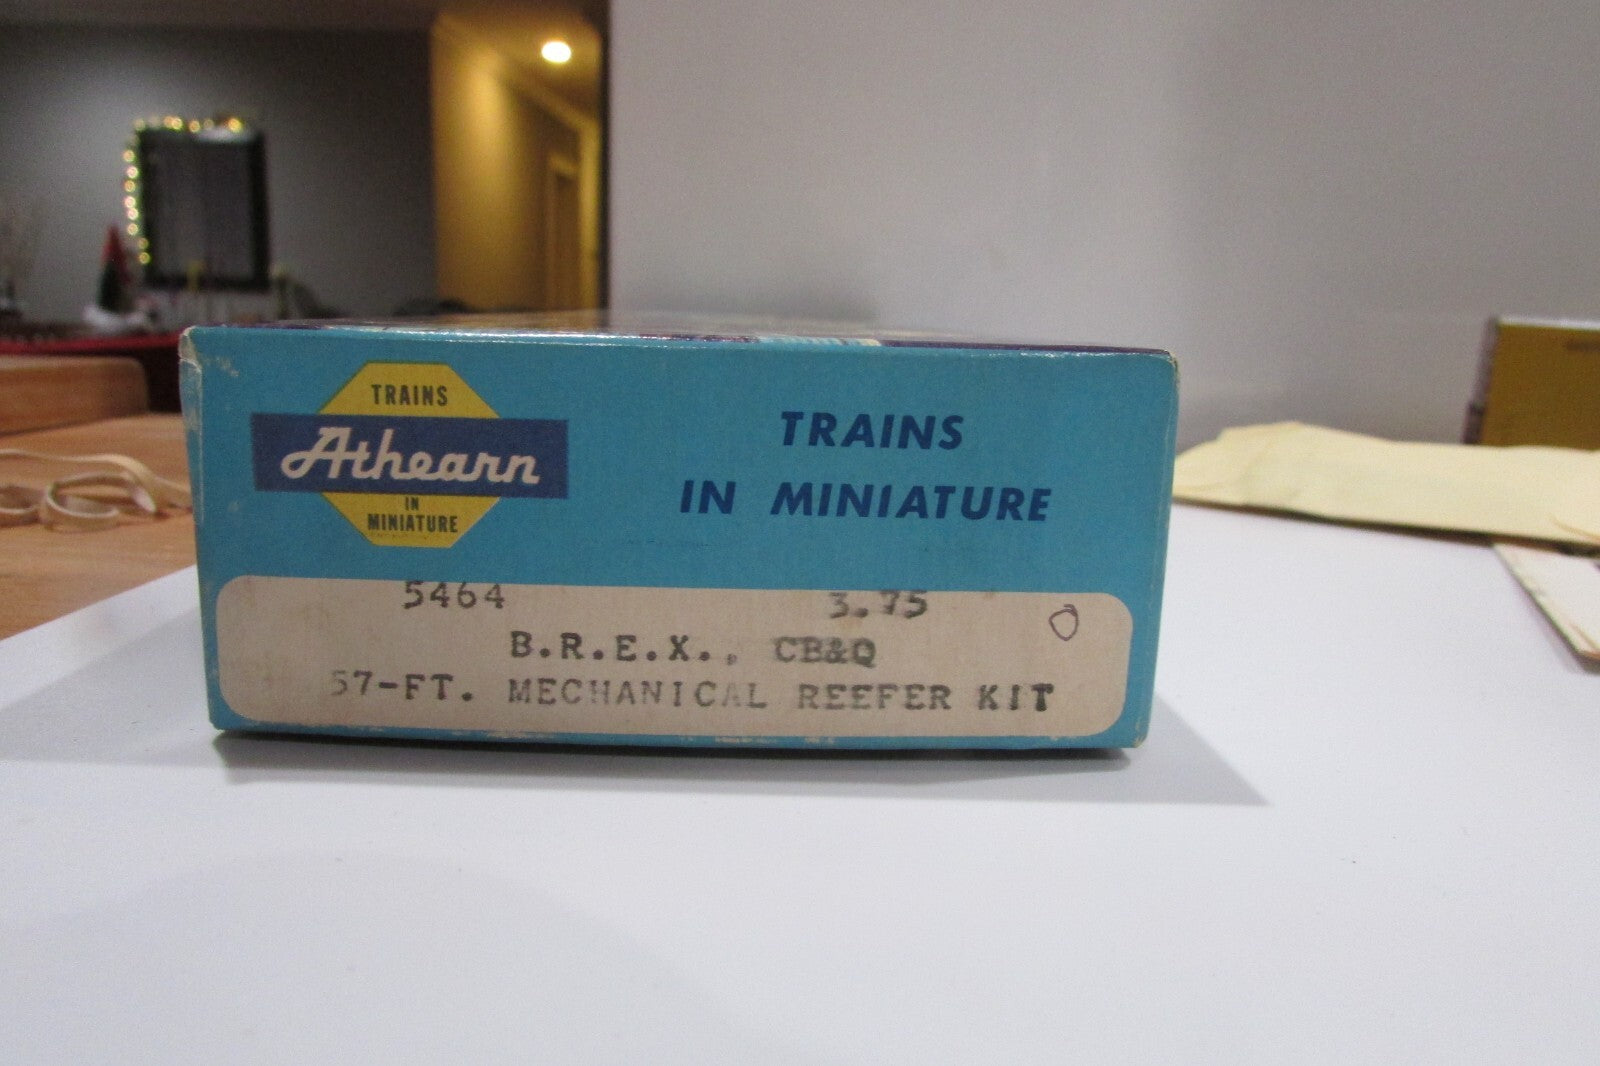 TRAINS
Athearn
IN
MINIATURE
TRAINS
IN MINIATURE
5464 3.75
B.R.E.X., CB&Q
57-FT. MECHANICAL REEFER KIT